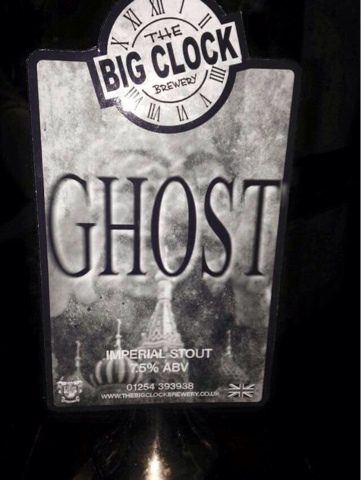 THE
BIG CLOCK
BREWERY
GHOST
IMPERIAL STOUT
7.5% ABV
01254 393938
WWW.THEBIGCLOCKBREWERY.CO.UK